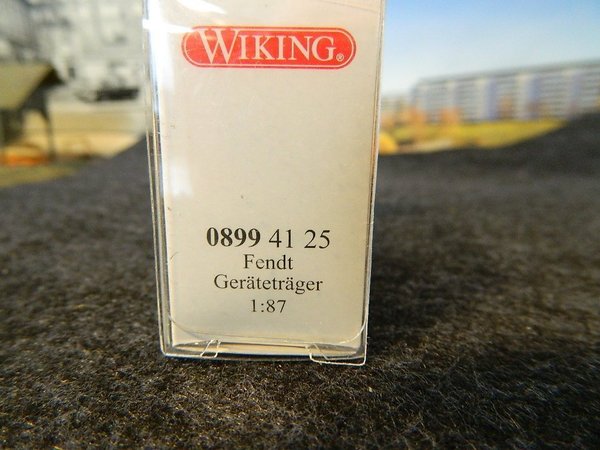 WIKING®
0899 41 25
Fendt
Geräteträger
1:87